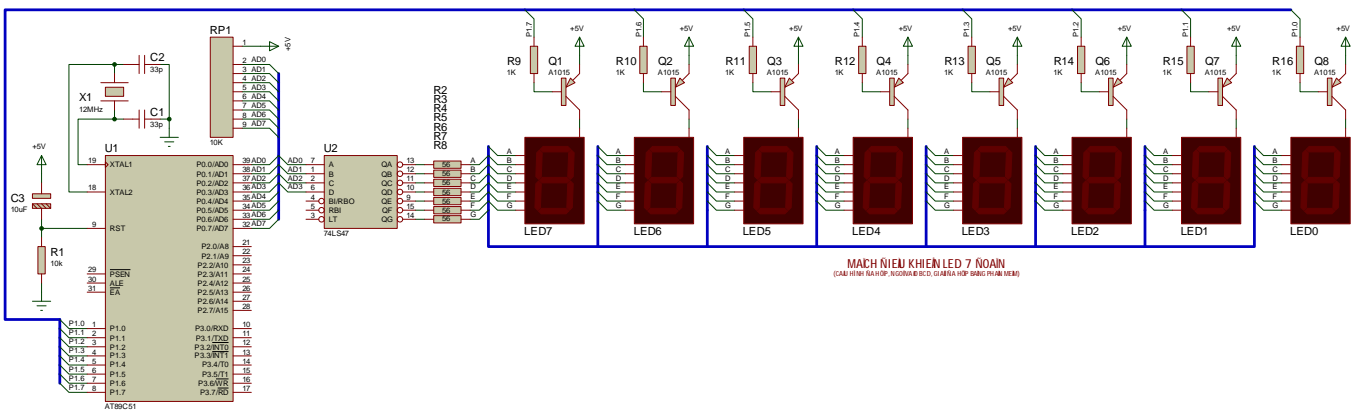 RP1
1 +5V
2 AD0
3 AD1
4 AD2
5 AD3
6 AD4
7 AD5
8 AD6
9 AD7
10K
C2
33p
X1
12MHz
C1
33p
+5V
C3
10uF
R1
10k
U1
19 XTAL1
18 XTAL2
9 RST
29 PSEN
30 ALE
31 EA
P1.0 1 P1.0
P1.1 2 P1.1
P1.2 3 P1.2
P1.3 4 P1.3
P1.4 5 P1.4
P1.5 6 P1.5
P1.6 7 P1.6
P1.7 8 P1.7
P0.0/AD0 39 AD0
P0.1/AD1 38 AD1
P0.2/AD2 37 AD2
P0.3/AD3 36 AD3
P0.4/AD4 35 AD4
P0.5/AD5 34 AD5
P0.6/AD6 33 AD6
P0.7/AD7 32 AD7
P2.0/A8 21
P2.1/A9 22
P2.2/A10 23
P2.3/A11 24
P2.4/A12 25
P2.5/A13 26
P2.6/A14 27
P2.7/A15 28
P3.0/RXD 10
P3.1/TXD 11
P3.2/INT0 12
P3.3/INT1 13
P3.4/T0 14
P3.5/T1 15
P3.6/WR 16
P3.7/RD 17
AT89C51
U2
AD0 7 A
AD1 1 B
AD2 2 C
AD3 6 D
4 BI/RBO
5 RBI
3 LT
QA 13
QB 12
QC 11
QD 10
QE 9
QF 15
QG 14
74LS47
R2
R3
R4
R5
R6
R7
R8
56 A
56 B
56 C
56 D
56 E
56 F
56 G
P1.7
R9
1K
Q1
A1015
+5V
A
B
C
D
E
F
G
LED7
P1.6
R10
1K
Q2
A1015
+5V
A
B
C
D
E
F
G
LED6
P1.5
R11
1K
Q3
A1015
+5V
A
B
C
D
E
F
G
LED5
P1.4
R12
1K
Q4
A1015
+5V
A
B
C
D
E
F
G
LED4
P1.3
R13
1K
Q5
A1015
+5V
A
B
C
D
E
F
G
LED3
P1.2
R14
1K
Q6
A1015
+5V
A
B
C
D
E
F
G
LED2
P1.1
R15
1K
Q7
A1015
+5V
A
B
C
D
E
F
G
LED1
P1.0
R16
1K
Q8
A1015
+5V
A
B
C
D
E
F
G
LED0
MAÏCH ÑIEÀU KHIEÅN LED 7 ÑOAÏN